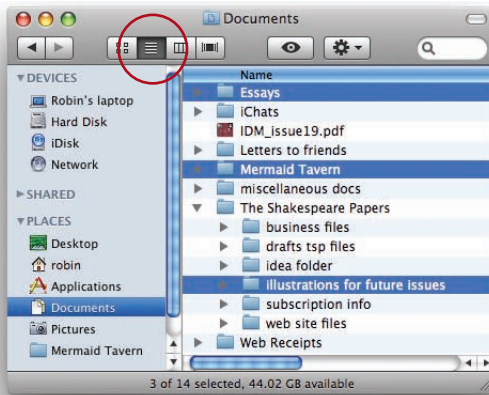 Documents
DEVICES
Robin's laptop
Hard Disk
iDisk
Network
SHARED
PLACES
Desktop
robin
Applications
Documents
Pictures
Mermaid Tavern
Name
Essays
iChats
IDM_issue19.pdf
Letters to friends
Mermaid Tavern
miscellaneous docs
The Shakespeare Papers
business files
drafts tsp files
idea folder
illustrations for future issues
subscription info
web site files
Web Receipts
3 of 14 selected, 44.02 GB available